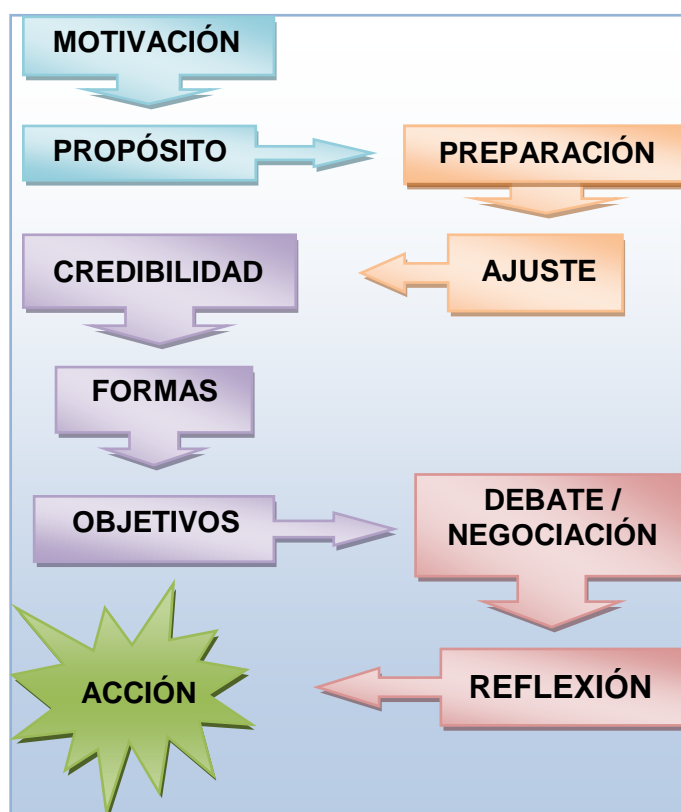 MOTIVACIÓN
PROPÓSITO
PREPARACIÓN
AJUSTE
CREDIBILIDAD
FORMAS
OBJETIVOS
DEBATE /
NEGOCIACIÓN
REFLEXIÓN
ACCIÓN